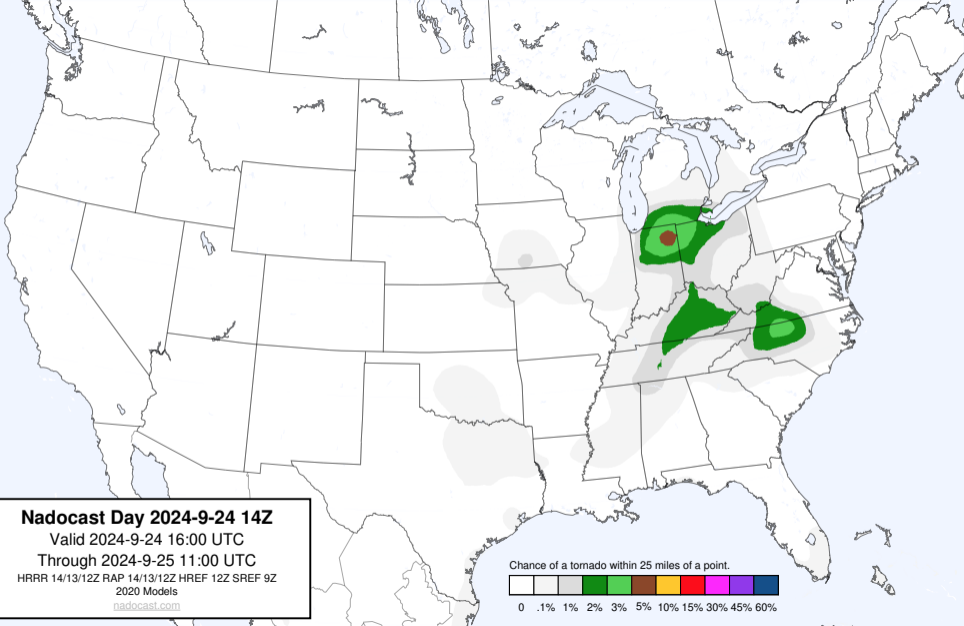 Nadocast Day 2024-9-24 14Z
Valid 2024-9-24 16:00 UTC
Through 2024-9-25 11:00 UTC
HRRR 14/13/12Z RAP 14/13/12Z HREF 12Z SREF 9Z
2020 Models
nadocast.com
Chance of a tornado within 25 miles of a point.
0 .1% 1% 2% 3% 5% 10% 15% 30% 45% 60%